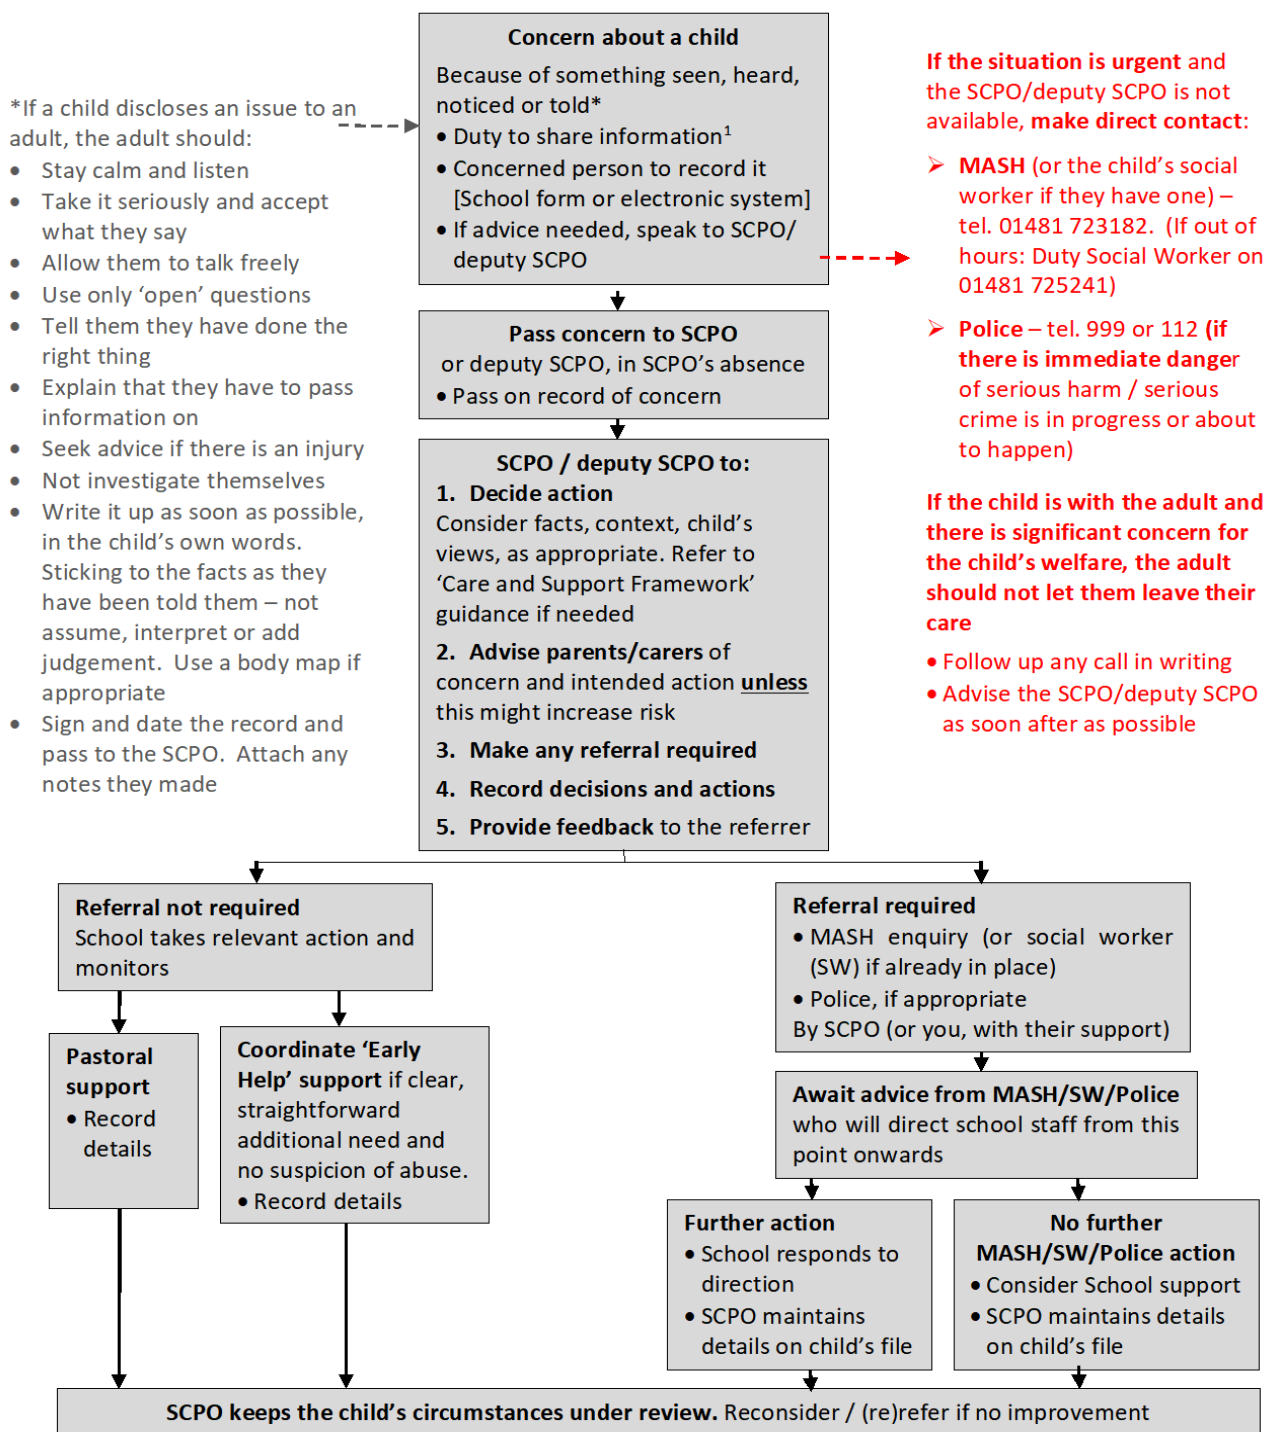 Concern about a child
Because of something seen, heard,
noticed or told*
• Duty to share information¹
• Concerned person to record it
[School form or electronic system]
• If advice needed, speak to SCPO/
deputy SCPO
*If a child discloses an issue to an
adult, the adult should:
• Stay calm and listen
• Take it seriously and accept
what they say
• Allow them to talk freely
• Use only ‘open’ questions
• Tell them they have done the
right thing
• Explain that they have to pass
information on
• Seek advice if there is an injury
• Not investigate themselves
• Write it up as soon as possible,
in the child’s own words.
Sticking to the facts as they
have been told them – not
assume, interpret or add
judgement.  Use a body map if
appropriate
• Sign and date the record and
pass to the SCPO.  Attach any
notes they made
If the situation is urgent and
the SCPO/deputy SCPO is not
available, make direct contact:
➢ MASH (or the child’s social
worker if they have one) –
tel. 01481 723182.  (If out of
hours: Duty Social Worker on
01481 725241)
➢ Police – tel. 999 or 112 (if
there is immediate danger
of serious harm / serious
crime is in progress or about
to happen)
If the child is with the adult and
there is significant concern for
the child’s welfare, the adult
should not let them leave their
care
• Follow up any call in writing
• Advise the SCPO/deputy SCPO
as soon after as possible
Pass concern to SCPO
or deputy SCPO, in SCPO’s absence
• Pass on record of concern
SCPO / deputy SCPO to:
1. Decide action
Consider facts, context, child’s
views, as appropriate. Refer to
‘Care and Support Framework’
guidance if needed
2. Advise parents/carers of
concern and intended action unless
this might increase risk
3. Make any referral required
4. Record decisions and actions
5. Provide feedback to the referrer
Referral not required
School takes relevant action and
monitors
Pastoral
support
• Record
details
Coordinate ‘Early
Help’ support if clear,
straightforward
additional need and
no suspicion of abuse.
• Record details
Referral required
• MASH enquiry (or social worker
(SW) if already in place)
• Police, if appropriate
By SCPO (or you, with their support)
Await advice from MASH/SW/Police
who will direct school staff from this
point onwards
Further action
• School responds to
direction
• SCPO maintains
details on child’s file
No further
MASH/SW/Police action
• Consider School support
• SCPO maintains details
on child’s file
SCPO keeps the child’s circumstances under review. Reconsider / (re)refer if no improvement